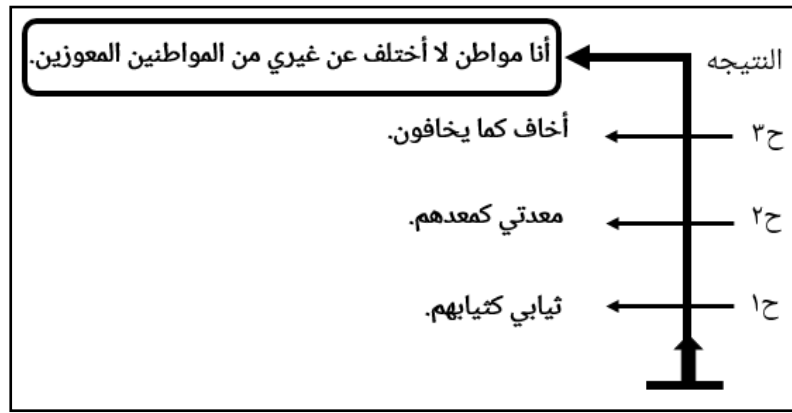 النتيجه
أنا مواطن لا أختلف عن غيري من المواطنين المعوزين.
ح٣
أخاف كما يخافون.
ح٢
معدتي كمعدهم.
ح١
ثيابي كثيابهم.